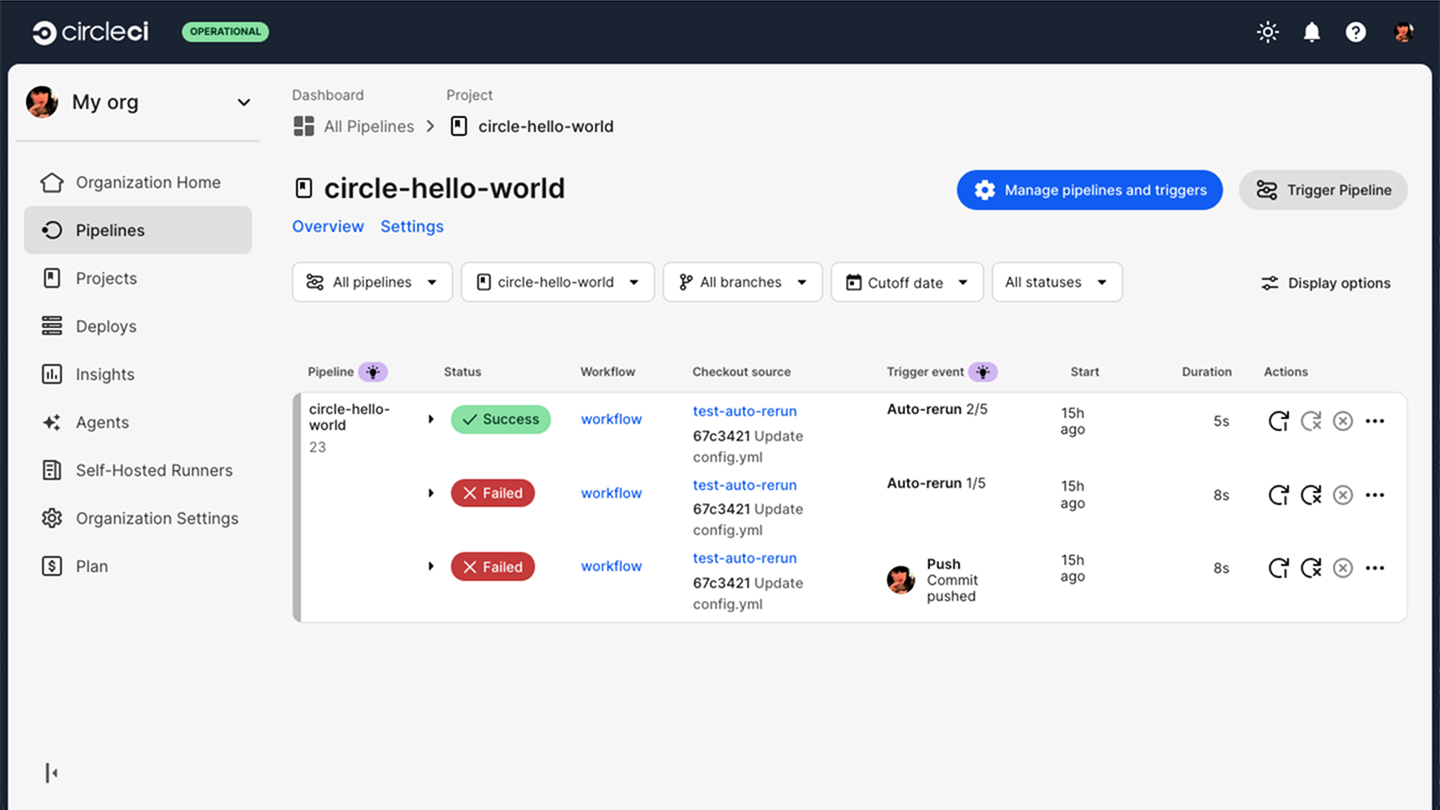 circleci OPERATIONAL
My org
Dashboard Project
All Pipelines circle-hello-world
Organization Home
Pipelines
Projects
Deploys
Insights
Agents
Self-Hosted Runners
Organization Settings
Plan
circle-hello-world
Manage pipelines and triggers Trigger Pipeline
Overview Settings
All pipelines circle-hello-world All branches Cutoff date All statuses Display options
Pipeline Status Workflow Checkout source Trigger event Start Duration Actions
circle-hello-
world
23
Success workflow
test-auto-rerun
67c3421 Update
config.yml
Auto-rerun 2/5
15h
ago
5s
Failed workflow
test-auto-rerun
67c3421 Update
config.yml
Auto-rerun 1/5
15h
ago
8s
Failed workflow
test-auto-rerun
67c3421 Update
config.yml
Push
Commit
pushed
15h
ago
8s